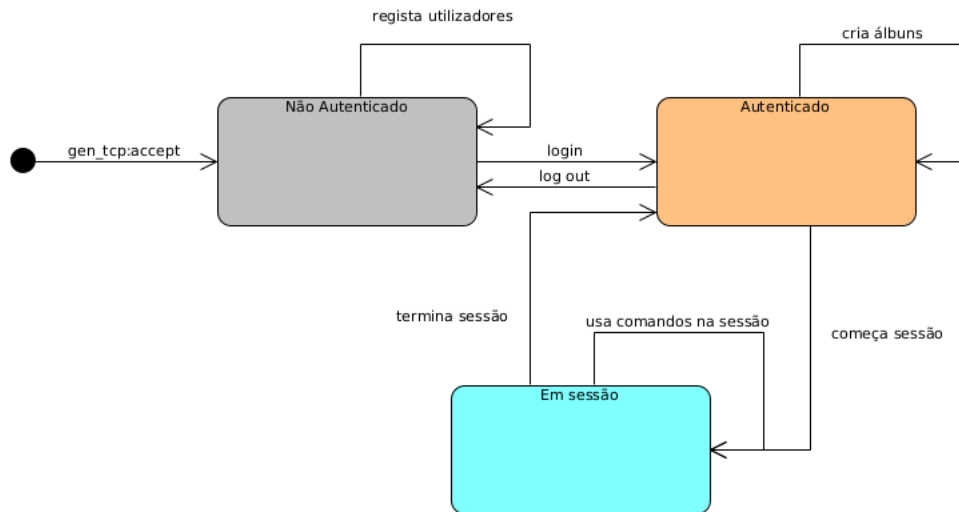 regista utilizadores
cria álbuns
Não Autenticado
Autenticado
gen_tcp:accept
login
log out
termina sessão
usa comandos na sessão
começa sessão
Em sessão